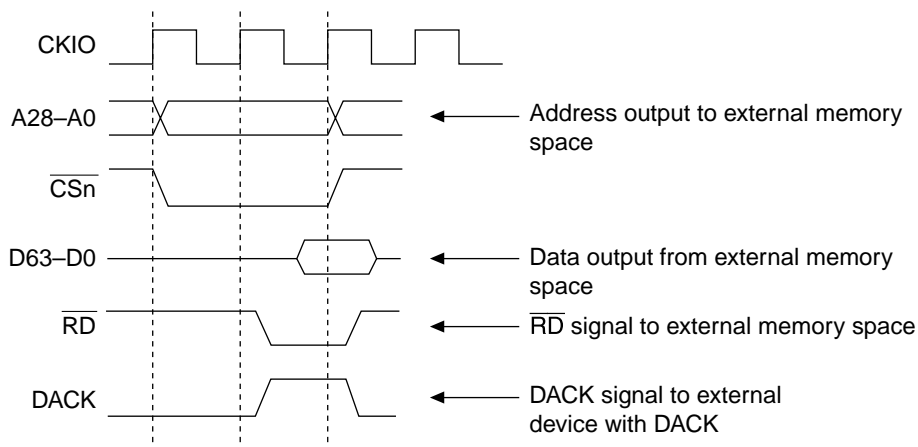 CKIO
A28–A0
Address output to external memory
space
CSn
D63–D0
Data output from external memory
space
RD
RD signal to external memory space
DACK
DACK signal to external
device with DACK